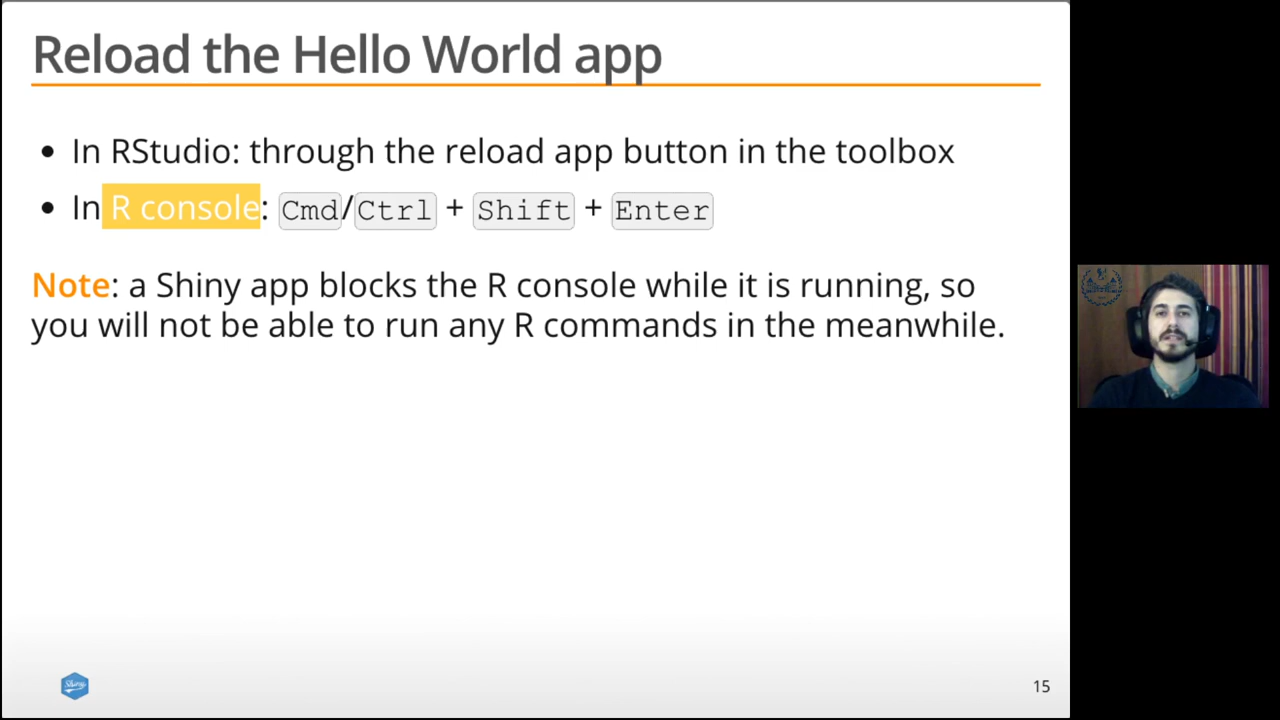 Reload the Hello World app
• In RStudio: through the reload app button in the toolbox
• In R console: Cmd/Ctrl + Shift + Enter
Note: a Shiny app blocks the R console while it is running, so
you will not be able to run any R commands in the meanwhile.
Shiny
15